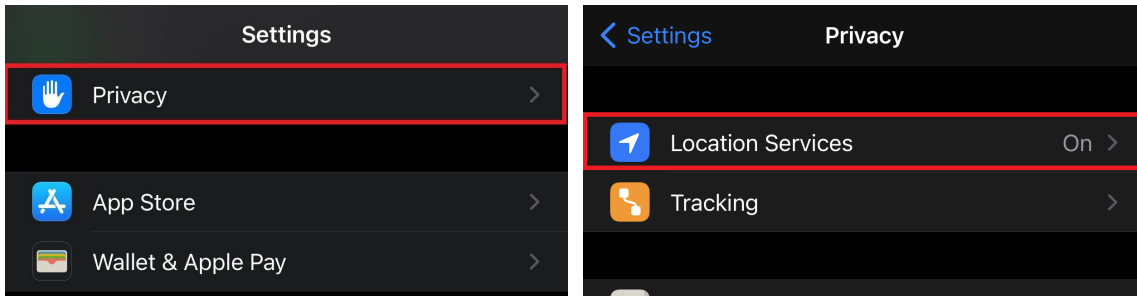 Settings
Privacy
App Store
Wallet & Apple Pay
Settings
Privacy
Location Services On
Tracking